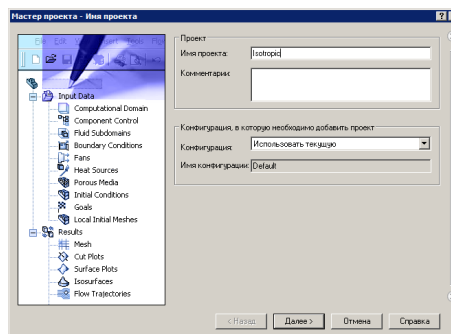 Мастер проекта - Имя проекта
Проект
Имя проекта:
Isotropic
Комментарии:
Конфигурация, в которую необходимо добавить проект
Конфигурация:
Использовать текущую
Имя конфигурации:
Default
Input Data
Computational Domain
Component Control
Fluid Subdomains
Boundary Conditions
Fans
Heat Sources
Porous Media
Initial Conditions
Goals
Local Initial Meshes
Results
Mesh
Cut Plots
Surface Plots
Isosurfaces
Flow Trajectories
< Назад
Далее >
Отмена
Справка